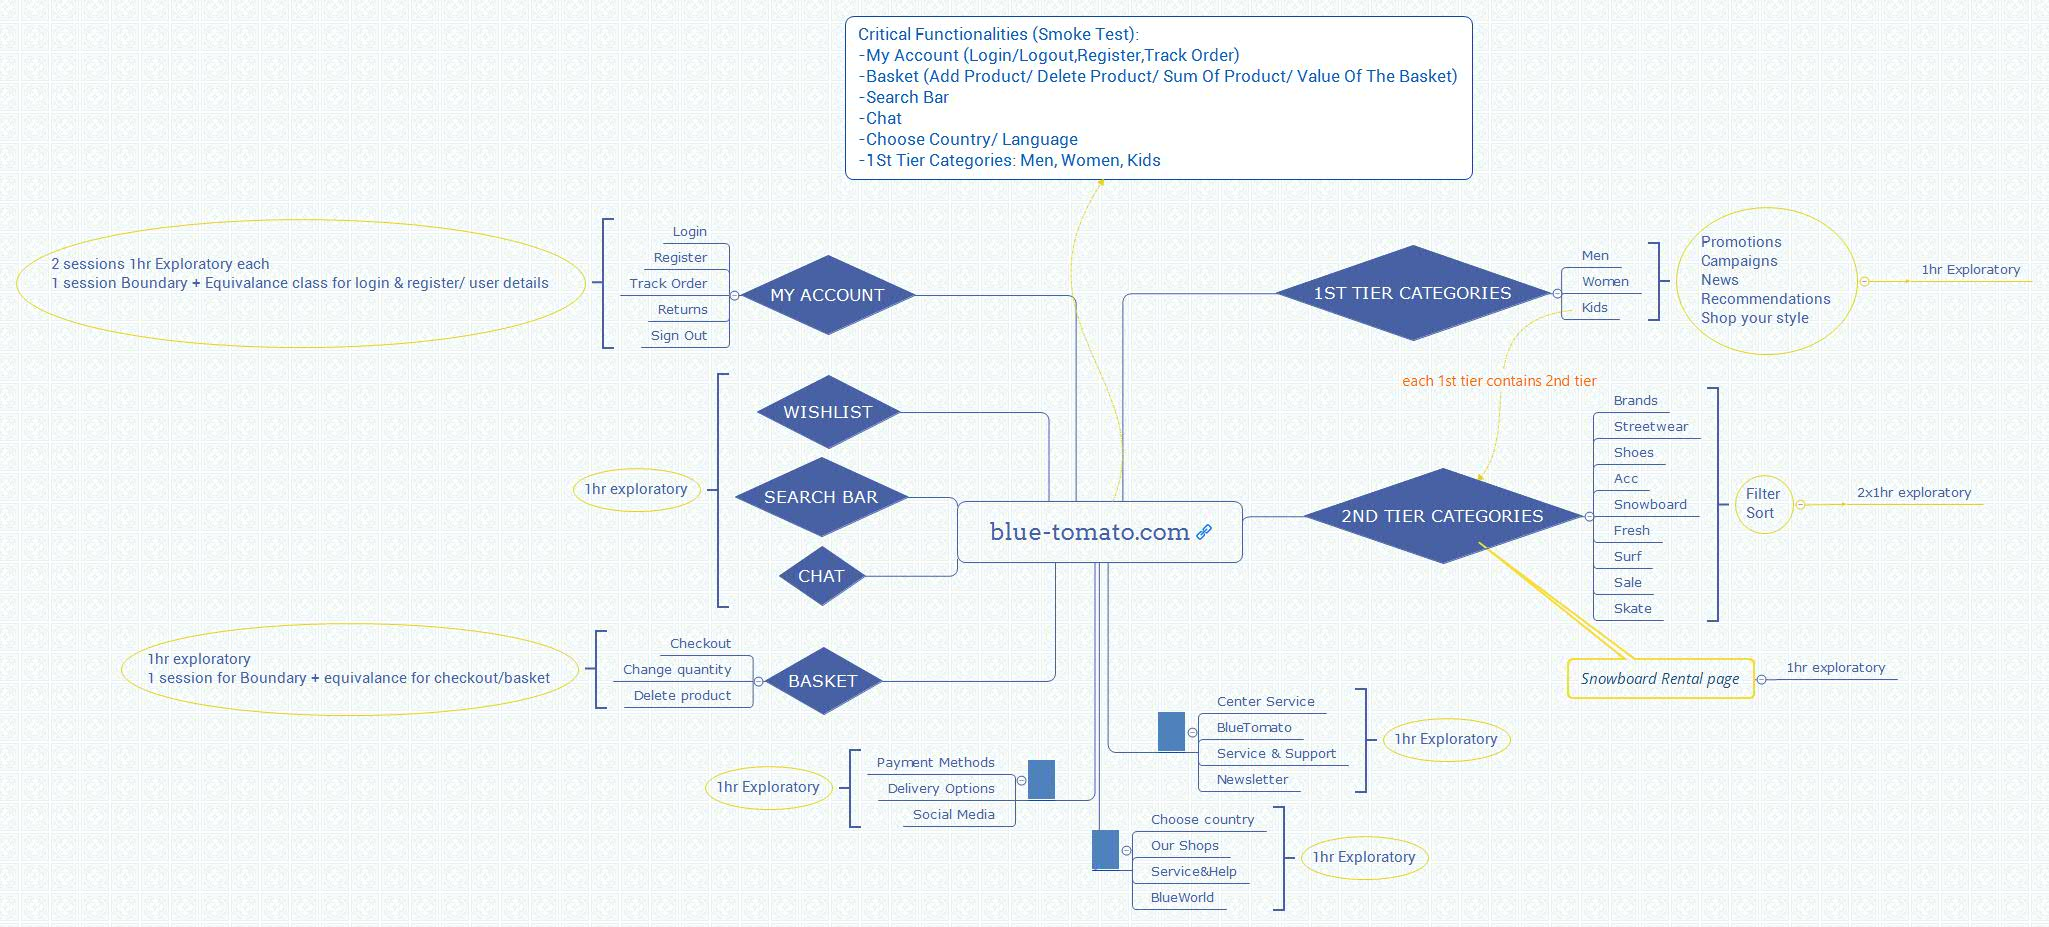 Critical Functionalities (Smoke Test):
-My Account (Login/Logout,Register,Track Order)
-Basket (Add Product/ Delete Product/ Sum Of Product/ Value Of The Basket)
-Search Bar
-Chat
-Choose Country/ Language
-1St Tier Categories: Men, Women, Kids
2 sessions 1hr Exploratory each
1 session Boundary + Equivalance class for login & register/ user details
Login
Register
Track Order
Returns
Sign Out
MY ACCOUNT
1ST TIER CATEGORIES
Men
Women
Kids
Promotions
Campaigns
News
Recommendations
Shop your style
1hr Exploratory
each 1st tier contains 2nd tier
1hr exploratory
WISHLIST
SEARCH BAR
CHAT
blue-tomato.com
2ND TIER CATEGORIES
Brands
Streetwear
Shoes
Acc
Snowboard
Fresh
Surf
Sale
Skate
Filter
Sort
2x1hr exploratory
Snowboard Rental page
1hr exploratory
1hr exploratory
1 session for Boundary + equivalance for checkout/basket
Checkout
Change quantity
Delete product
BASKET
Center Service
BlueTomato
Service & Support
Newsletter
1hr Exploratory
1hr Exploratory
Payment Methods
Delivery Options
Social Media
Choose country
Our Shops
Service&Help
BlueWorld
1hr Exploratory